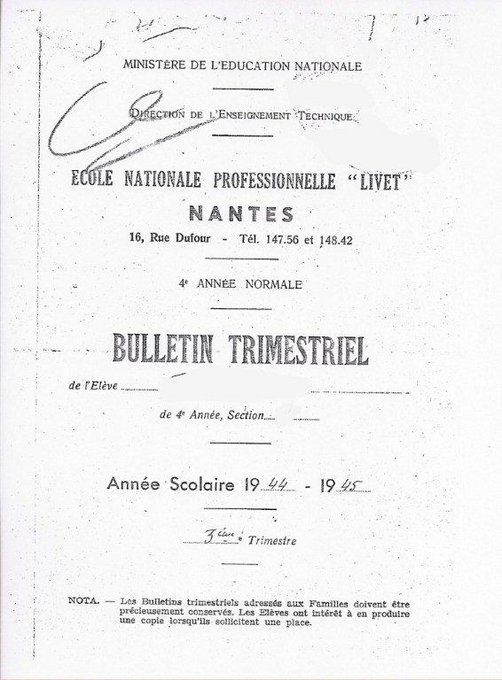 MINISTÈRE DE L'EDUCATION NATIONALE
DIRECTION DE L'ENSEIGNEMENT TECHNIQUE
ECOLE NATIONALE PROFESSIONNELLE "LIVET"
NANTES
16, Rue Dufour - Tél. 147.56 et 148.42
4e ANNÉE NORMALE
BULLETIN TRIMESTRIEL
de l'Elève
de 4e Année, Section
Année Scolaire 1944 - 1945
3ème Trimestre
NOTA. — Les Bulletins trimestriels adressés aux Familles doivent être
précieusement conservés. Les Elèves ont intérêt à en produire
une copie lorsqu'ils sollicitent une place.